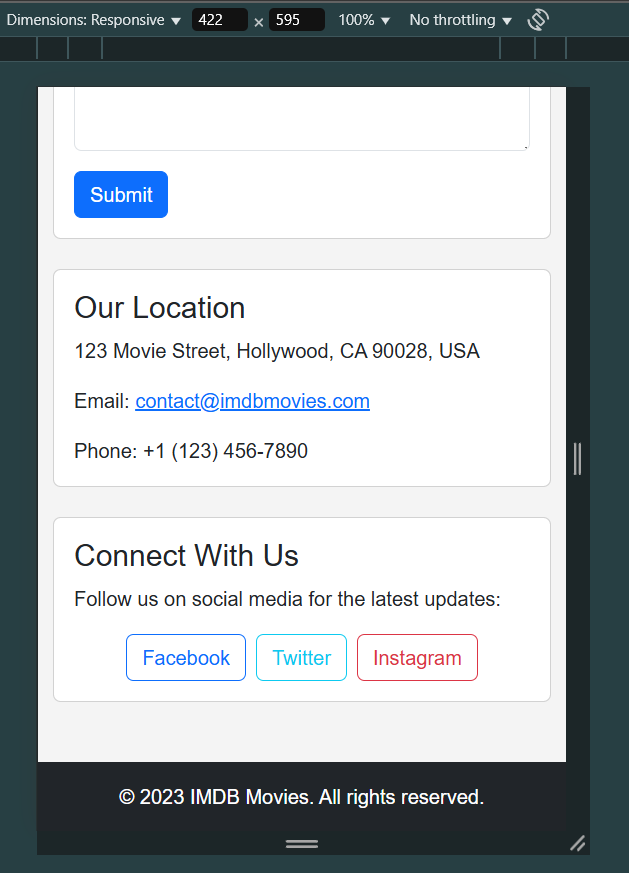 Dimensions: Responsive ▼ 422 × 595 100% ▼ No throttling ▼
Submit
Our Location
123 Movie Street, Hollywood, CA 90028, USA
Email: contact@imdbmovies.com
Phone: +1 (123) 456-7890
Connect With Us
Follow us on social media for the latest updates:
Facebook Twitter Instagram
© 2023 IMDB Movies. All rights reserved.